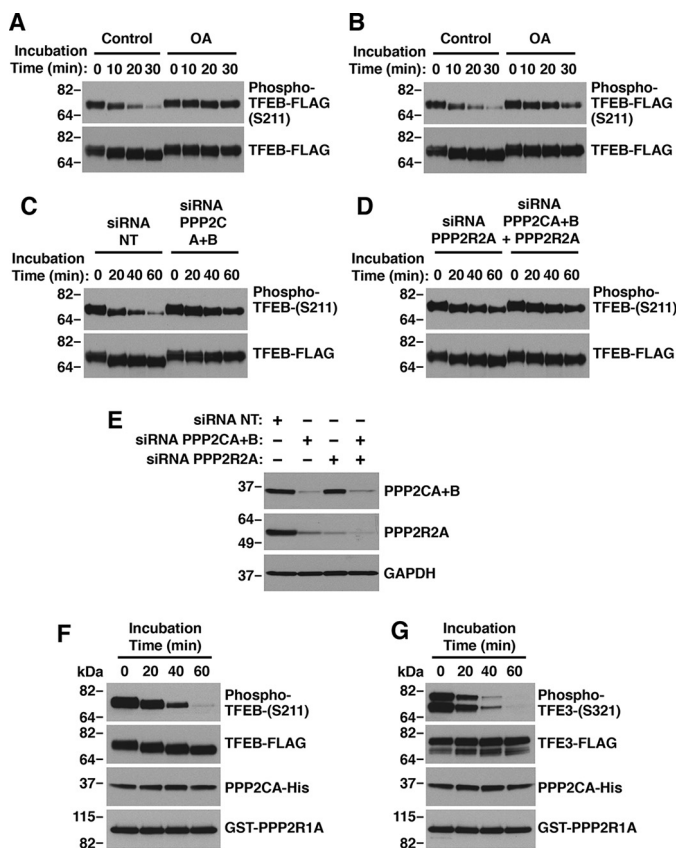 A
Control OA
Incubation
Time (min): 0 10 20 30 0 10 20 30
82–
64–
Phospho-
TFEB-FLAG
(S211)
82–
64–
TFEB-FLAG
B
Control OA
Incubation
Time (min): 0 10 20 30 0 10 20 30
82–
64–
Phospho-
TFEB-FLAG
(S211)
82–
64–
TFEB-FLAG
C
siRNA
NT
siRNA
PPP2C
A+B
Incubation
Time (min): 0 20 40 60 0 20 40 60
82–
64–
Phospho-
TFEB-(S211)
82–
64–
TFEB-FLAG
D
siRNA
PPP2R2A
siRNA
PPP2CA+B
+ PPP2R2A
Incubation
Time (min): 0 20 40 60 0 20 40 60
82–
64–
Phospho-
TFEB-(S211)
82–
64–
TFEB-FLAG
E
siRNA NT: + – – –
siRNA PPP2CA+B: – + – +
siRNA PPP2R2A: – – + +
37–
PPP2CA+B
64–
49–
PPP2R2A
37–
GAPDH
F
Incubation
Time (min)
kDa 0 20 40 60
82–
64–
Phospho-
TFEB-(S211)
82–
64–
TFEB-FLAG
37–
PPP2CA-His
115–
82–
GST-PPP2R1A
G
Incubation
Time (min)
kDa 0 20 40 60
82–
64–
Phospho-
TFE3-(S321)
82–
64–
TFE3-FLAG
37–
PPP2CA-His
115–
82–
GST-PPP2R1A